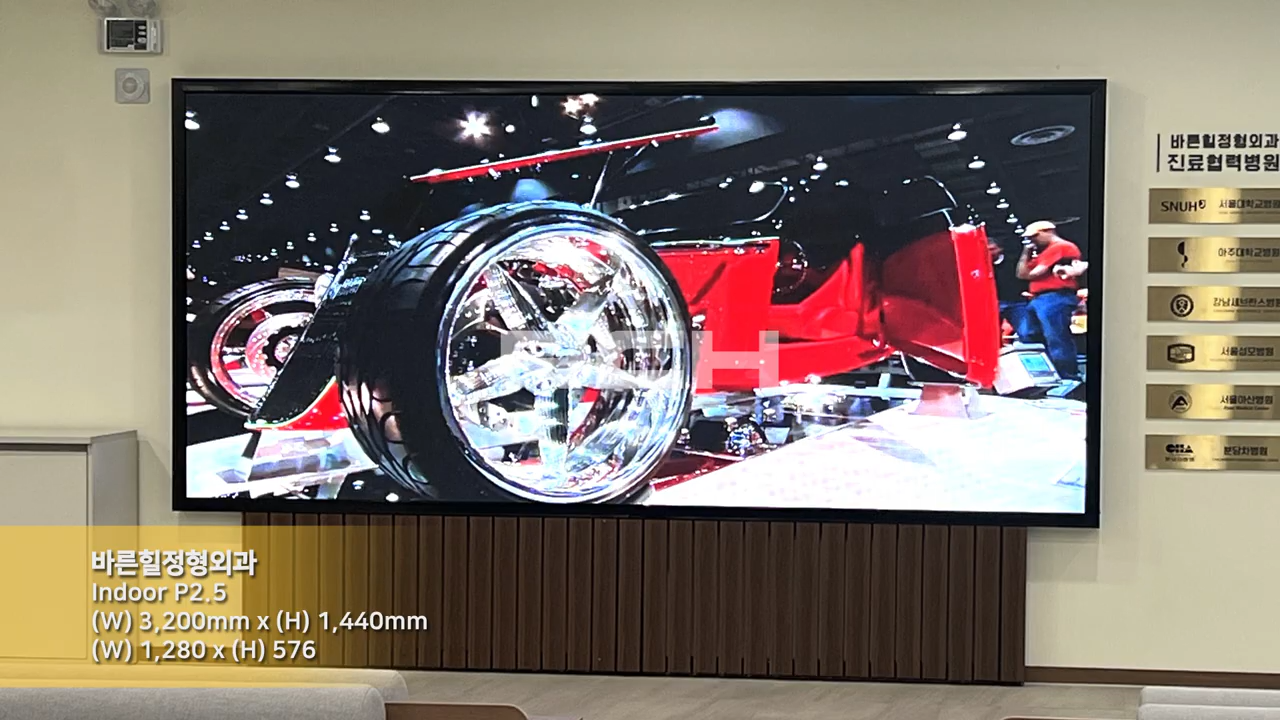 바른힐정형외과
진료협력병원
SNUH 서울대학교병원
아주대학교병원
강남세브란스병원
서울성모병원
서울아산병원
Asan Medical Center
CHA 분당차병원
바른힐정형외과
Indoor P2.5
(W) 3,200mm x (H) 1,440mm
(W) 1,280 x (H) 576